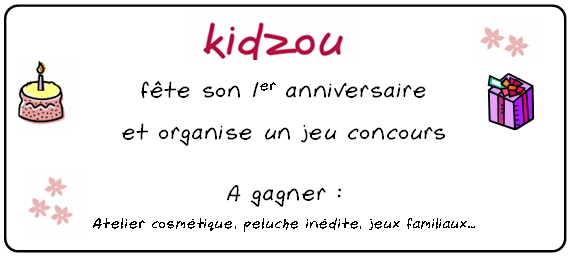 kidzou
fête son 1er anniversaire
et organise un jeu concours
A gagner :
Atelier cosmétique, peluche inédite, jeux familiaux...